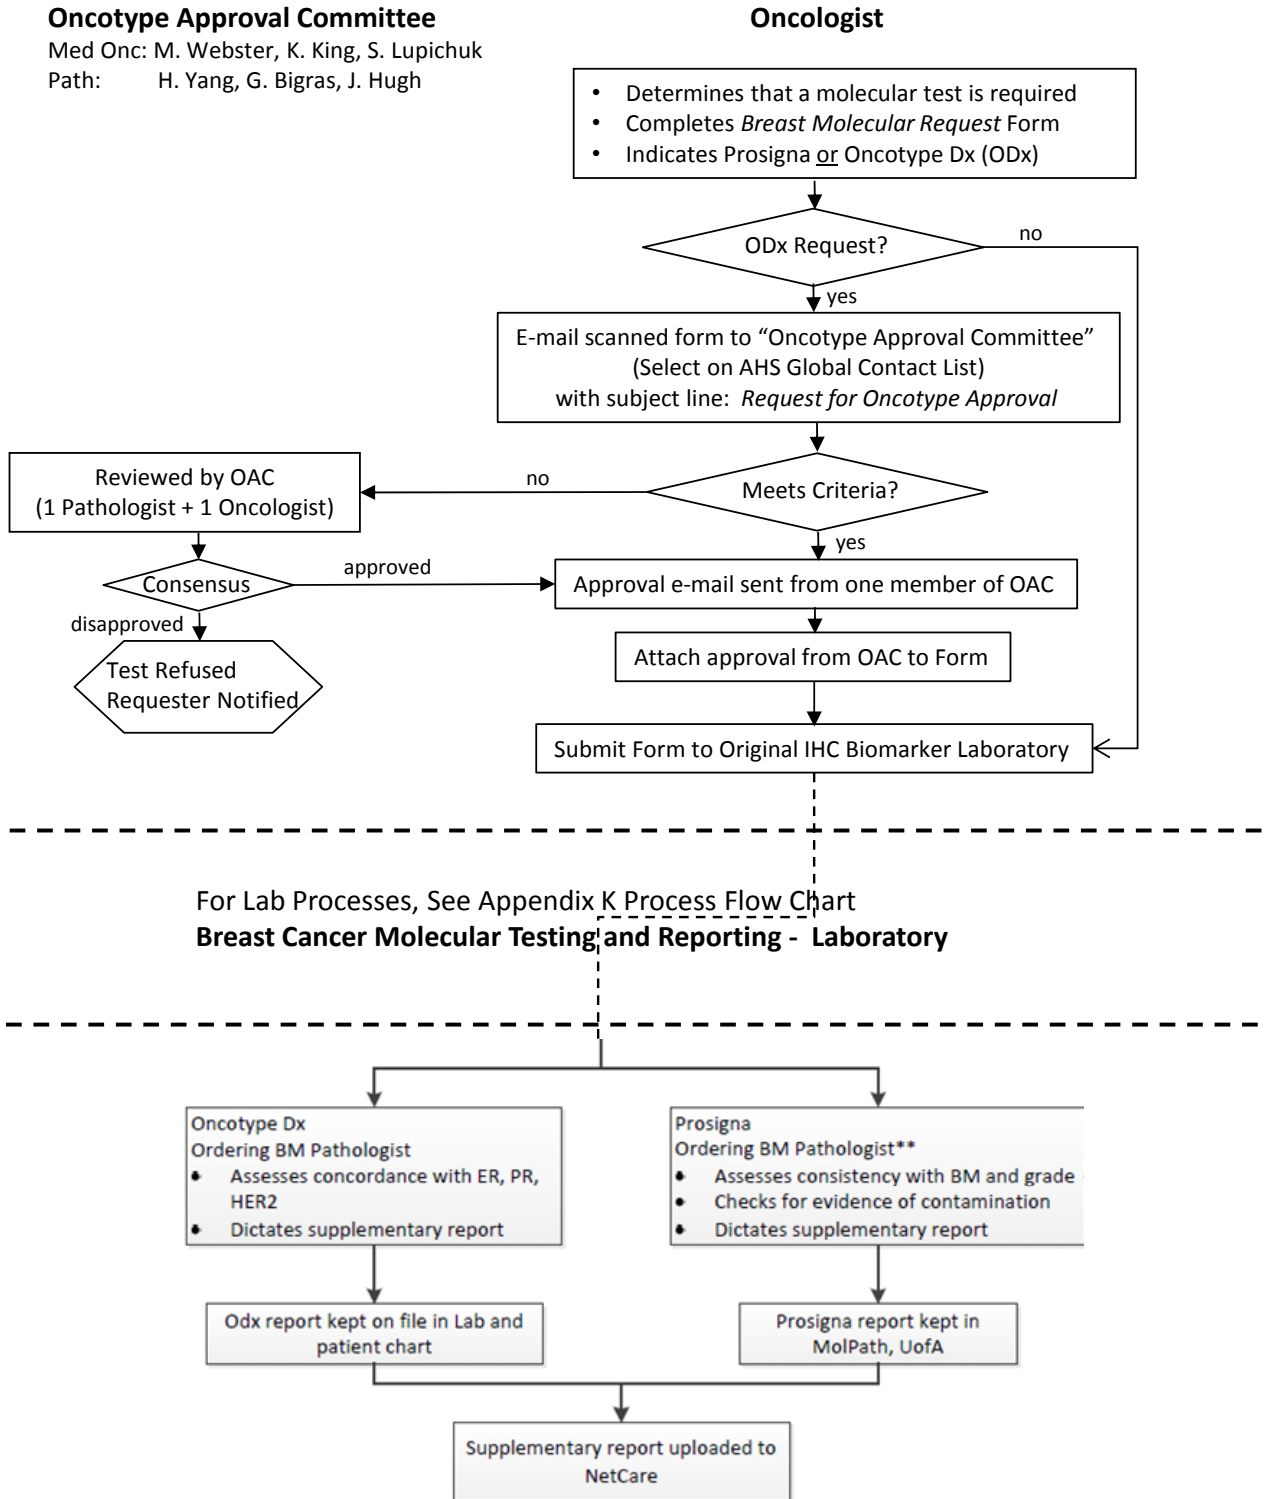 Oncotype Approval Committee
Med Onc: M. Webster, K. King, S. Lupichuk
Path: H. Yang, G. Bigras, J. Hugh
Oncologist
• Determines that a molecular test is required
• Completes Breast Molecular Request Form
• Indicates Prosigna or Oncotype Dx (ODx)
ODx Request?
no
yes
E-mail scanned form to “Oncotype Approval Committee”
(Select on AHS Global Contact List)
with subject line: Request for Oncotype Approval
Meets Criteria?
no
yes
Reviewed by OAC
(1 Pathologist + 1 Oncologist)
Consensus
approved
disapproved
Test Refused
Requester Notified
Approval e-mail sent from one member of OAC
Attach approval from OAC to Form
Submit Form to Original IHC Biomarker Laboratory
For Lab Processes, See Appendix K Process Flow Chart
Breast Cancer Molecular Testing and Reporting - Laboratory
Oncotype Dx
Ordering BM Pathologist
• Assesses concordance with ER, PR,
HER2
• Dictates supplementary report
Prosigna
Ordering BM Pathologist**
• Assesses consistency with BM and grade
• Checks for evidence of contamination
• Dictates supplementary report
Odx report kept on file in Lab and
patient chart
Prosigna report kept in
MolPath, UofA
Supplementary report uploaded to
NetCare